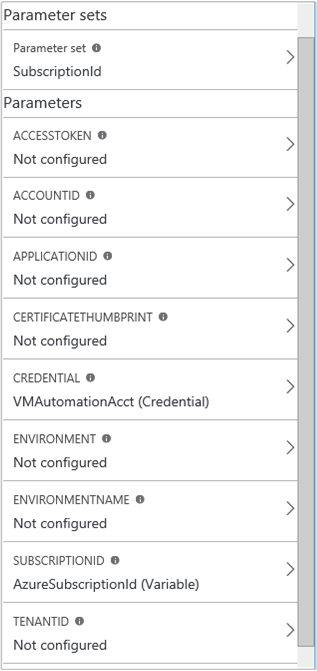 Parameter sets
Parameter set
SubscriptionId
Parameters
ACCESSTOKEN
Not configured
ACCOUNTID
Not configured
APPLICATIONID
Not configured
CERTIFICATETHUMBPRINT
Not configured
CREDENTIAL
VMAutomationAcct (Credential)
ENVIRONMENT
Not configured
ENVIRONMENTNAME
Not configured
SUBSCRIPTIONID
AzureSubscriptionId (Variable)
TENANTID
Not configured